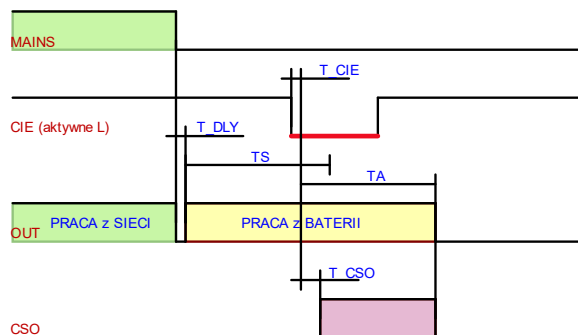 MAINS
T_CIE
CIE (aktywne L)
T_DLY
TS
TA
PRACA z SIECI
PRACA z BATERII
OUT
T_CSO
CSO